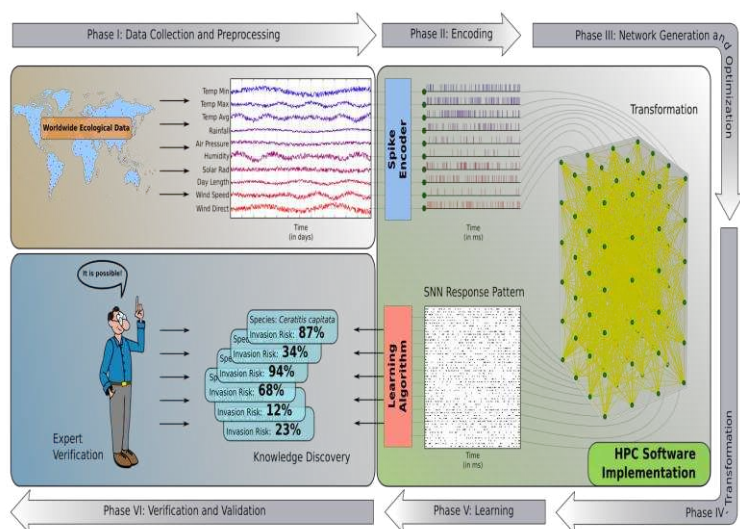 Phase I: Data Collection and Preprocessing
Phase II: Encoding
Phase III: Network Generation and
Optimization
Worldwide Ecological Data
Temp Min
Temp Max
Temp Avg
Rainfall
Air Pressure
Humidity
Solar Rad
Day Length
Wind Speed
Wind Direct
Time
(in days)
Spike
Encoder
Time
(in ms)
Transformation
It is possible!
Expert
Verification
Species: Ceratitis capitata
Invasion Risk: 87%
Spec
Invasion Risk: 34%
Sp
Invasion Risk: 94%
Sp
Invasion Risk: 68%
Invasion Risk: 12%
Invasion Risk: 23%
Knowledge Discovery
Learning
Algorithm
SNN Response Pattern
Time
(in ms)
HPC Software
Implementation
Phase IV: Transformation
Phase V: Learning
Phase VI: Verification and Validation